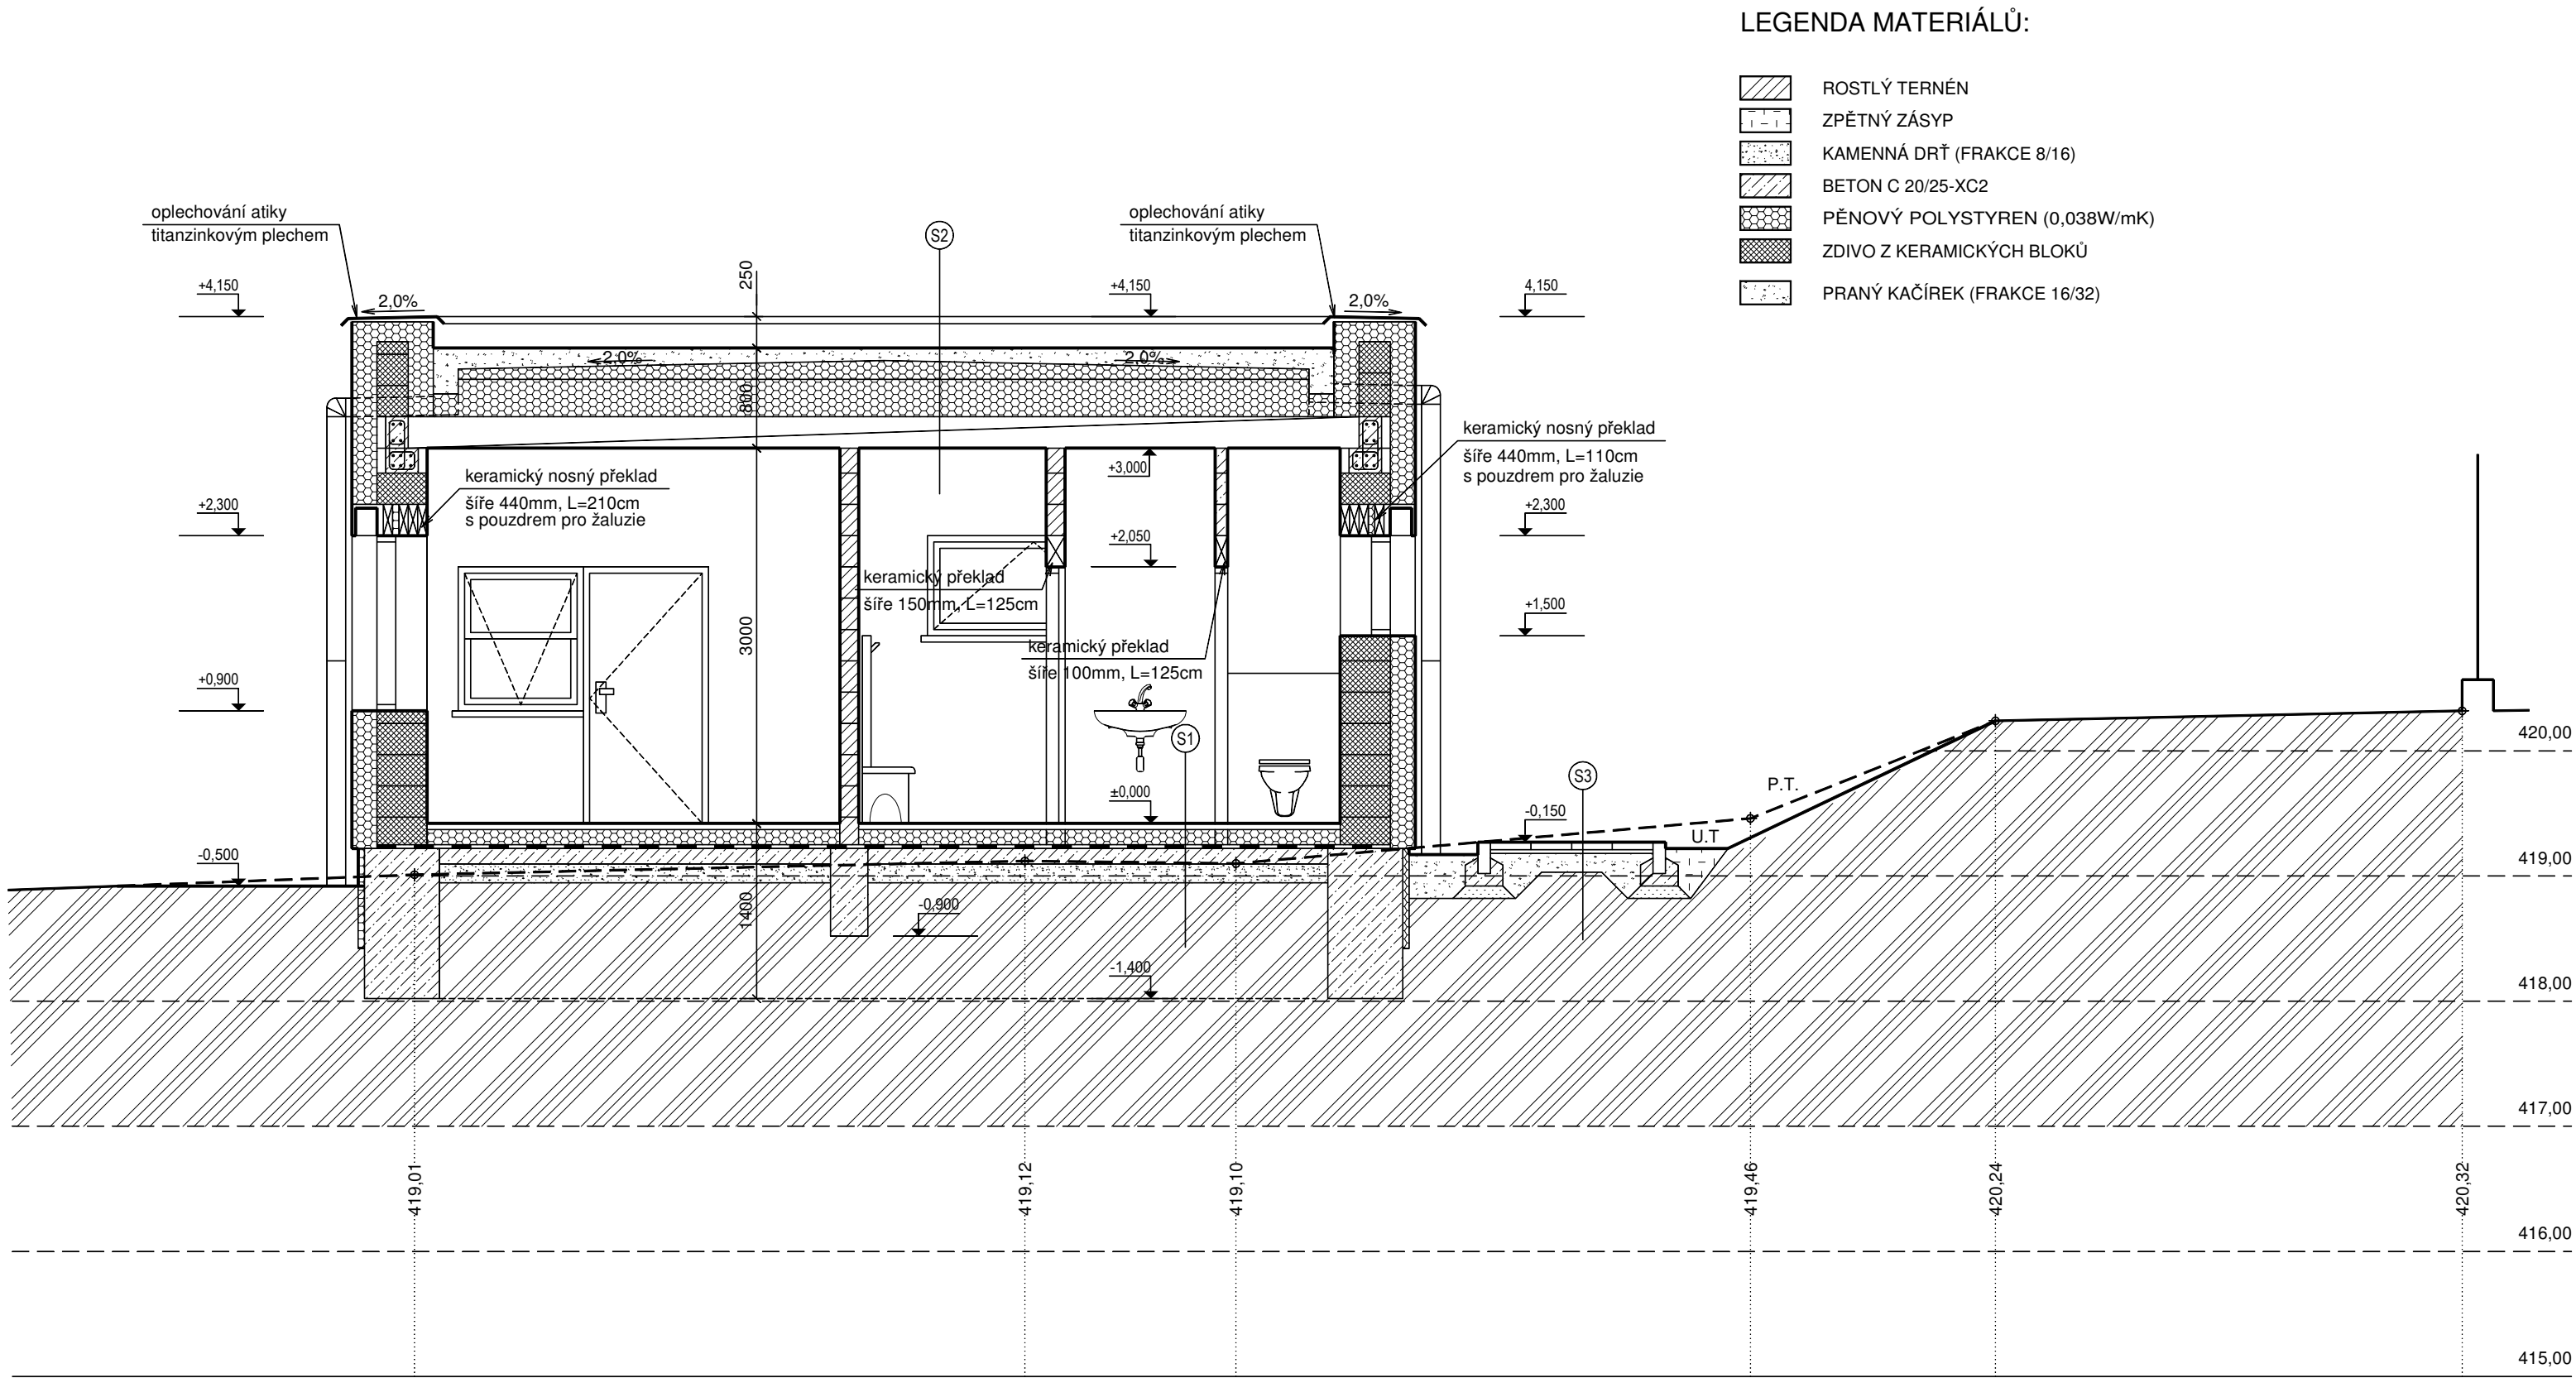 LEGENDA MATERIÁLŮ:
ROSTLÝ TERNÉN
ZPĚTNÝ ZÁSYP
KAMENNÁ DRŤ (FRAKCE 8/16)
BETON C 20/25-XC2
PĚNOVÝ POLYSTYREN (0,038W/mK)
ZDIVO Z KERAMICKÝCH BLOKŮ
PRANÝ KAČÍREK (FRAKCE 16/32)
oplechování atiky
titanzinkovým plechem
S2
oplechování atiky
titanzinkovým plechem
+4,150
2,0%
250
+4,150
2,0%
4,150
2,0%
2,0%
800
keramický nosný překlad
šíře 440mm, L=210cm
s pouzdrem pro žaluzie
+3,000
keramický nosný překlad
šíře 440mm, L=110cm
s pouzdrem pro žaluzie
+2,300
+2,050
+2,300
keramický překlad
šíře 150mm, L=125cm
+1,500
3000
keramický překlad
šíře 100mm, L=125cm
+0,900
S1
420,00
S3
P.T.
±0,000
-0,150
U.T
-0,500
419,00
1400
-0,900
-1,400
418,00
417,00
419,01
419,12
419,10
419,46
420,24
420,32
416,00
415,00